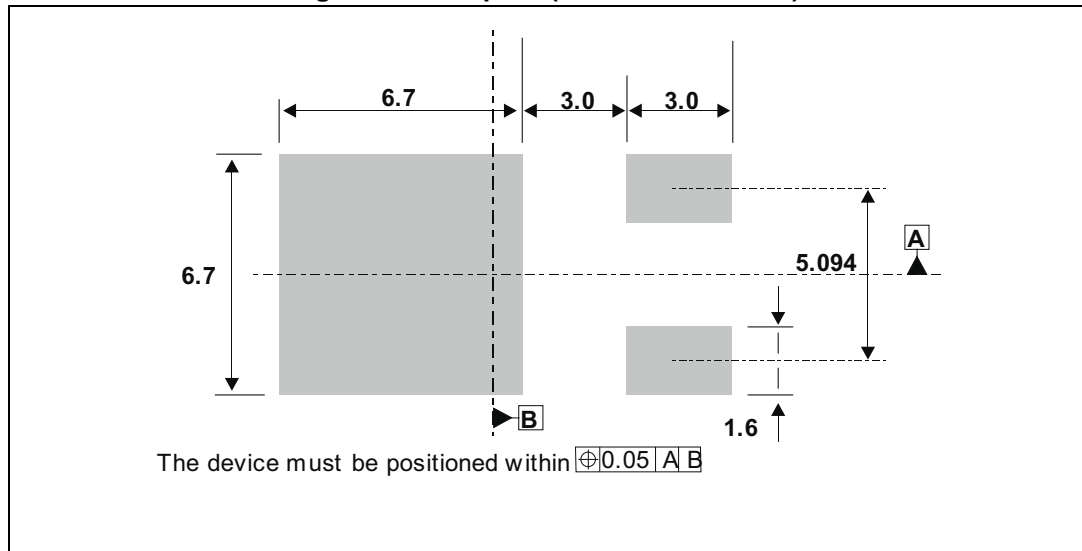 6.7 3.0 3.0
A
5.094
6.7
B
1.6
The device must be positioned within ⌖ 0.05 A B